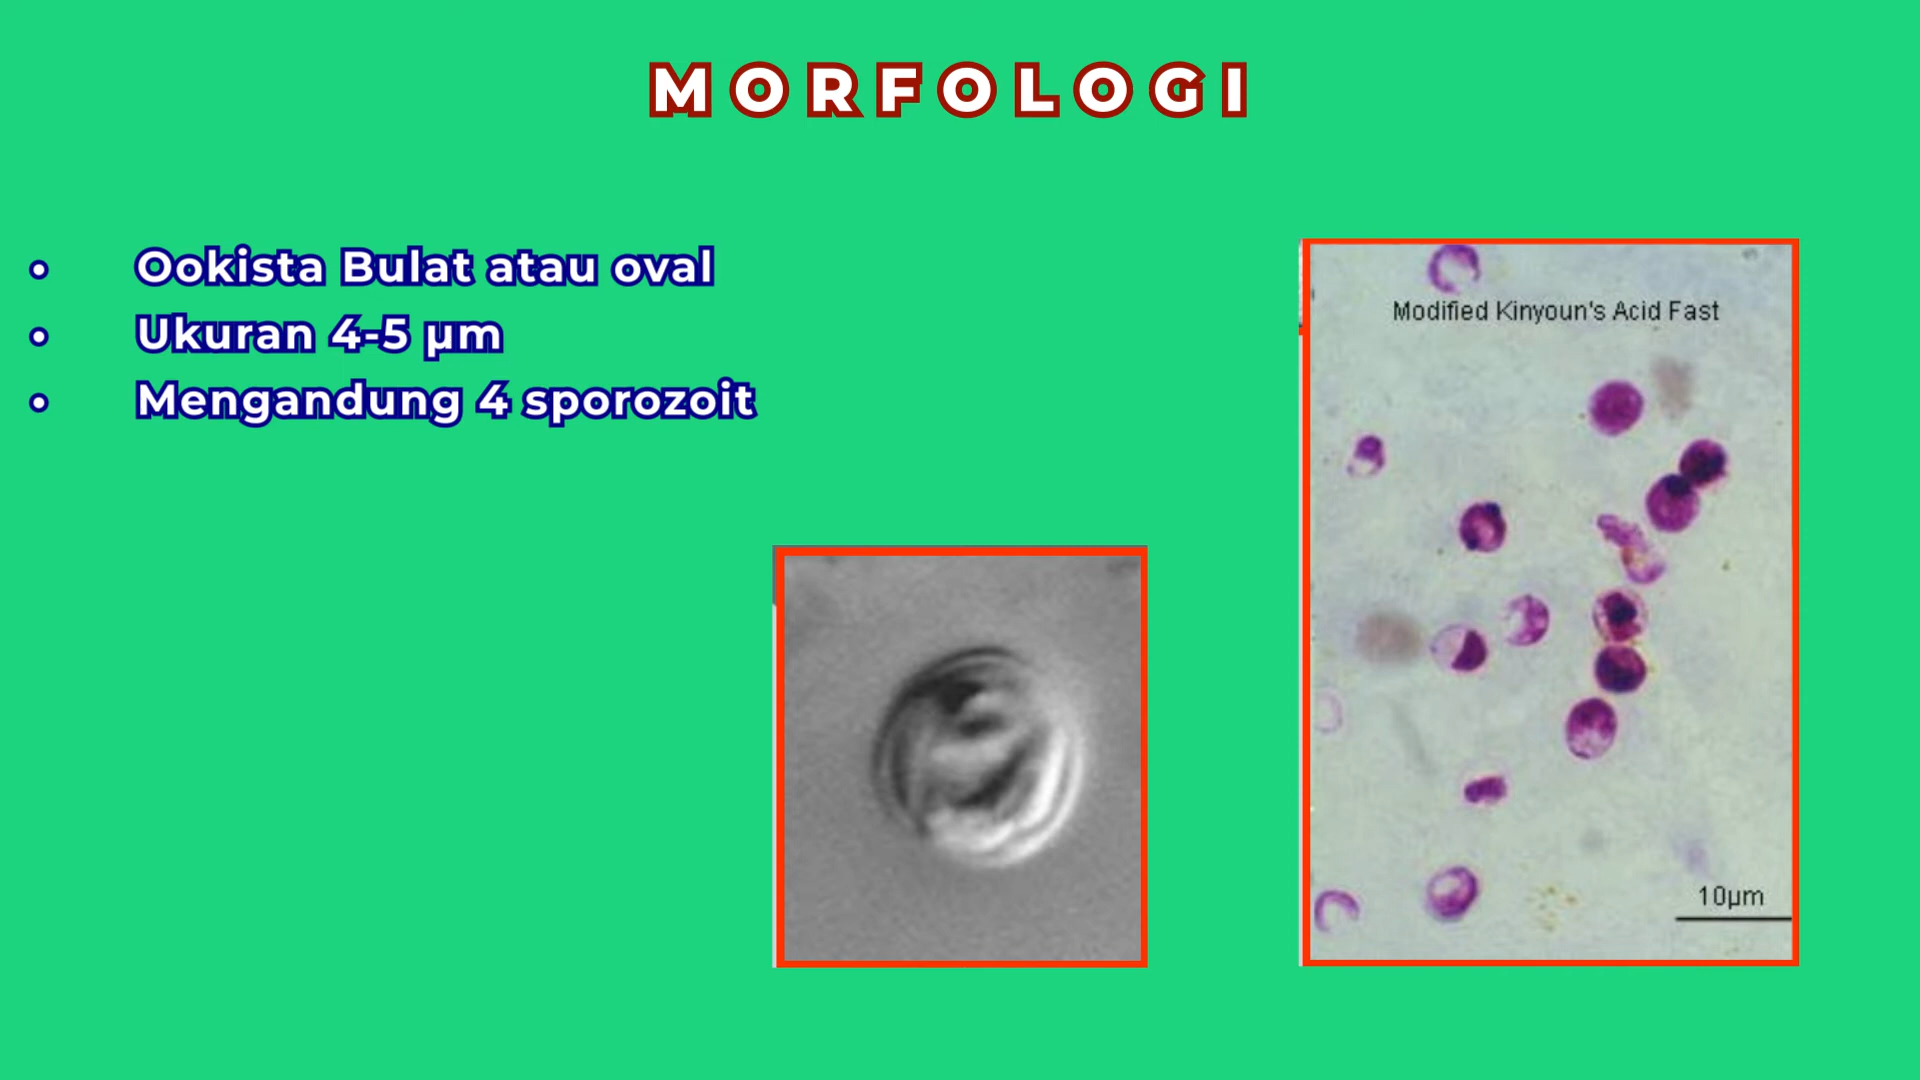 MORFOLOGI
• Ookista Bulat atau oval
• Ukuran 4-5 µm
• Mengandung 4 sporozoit
Modified Kinyoun's Acid Fast
10µm